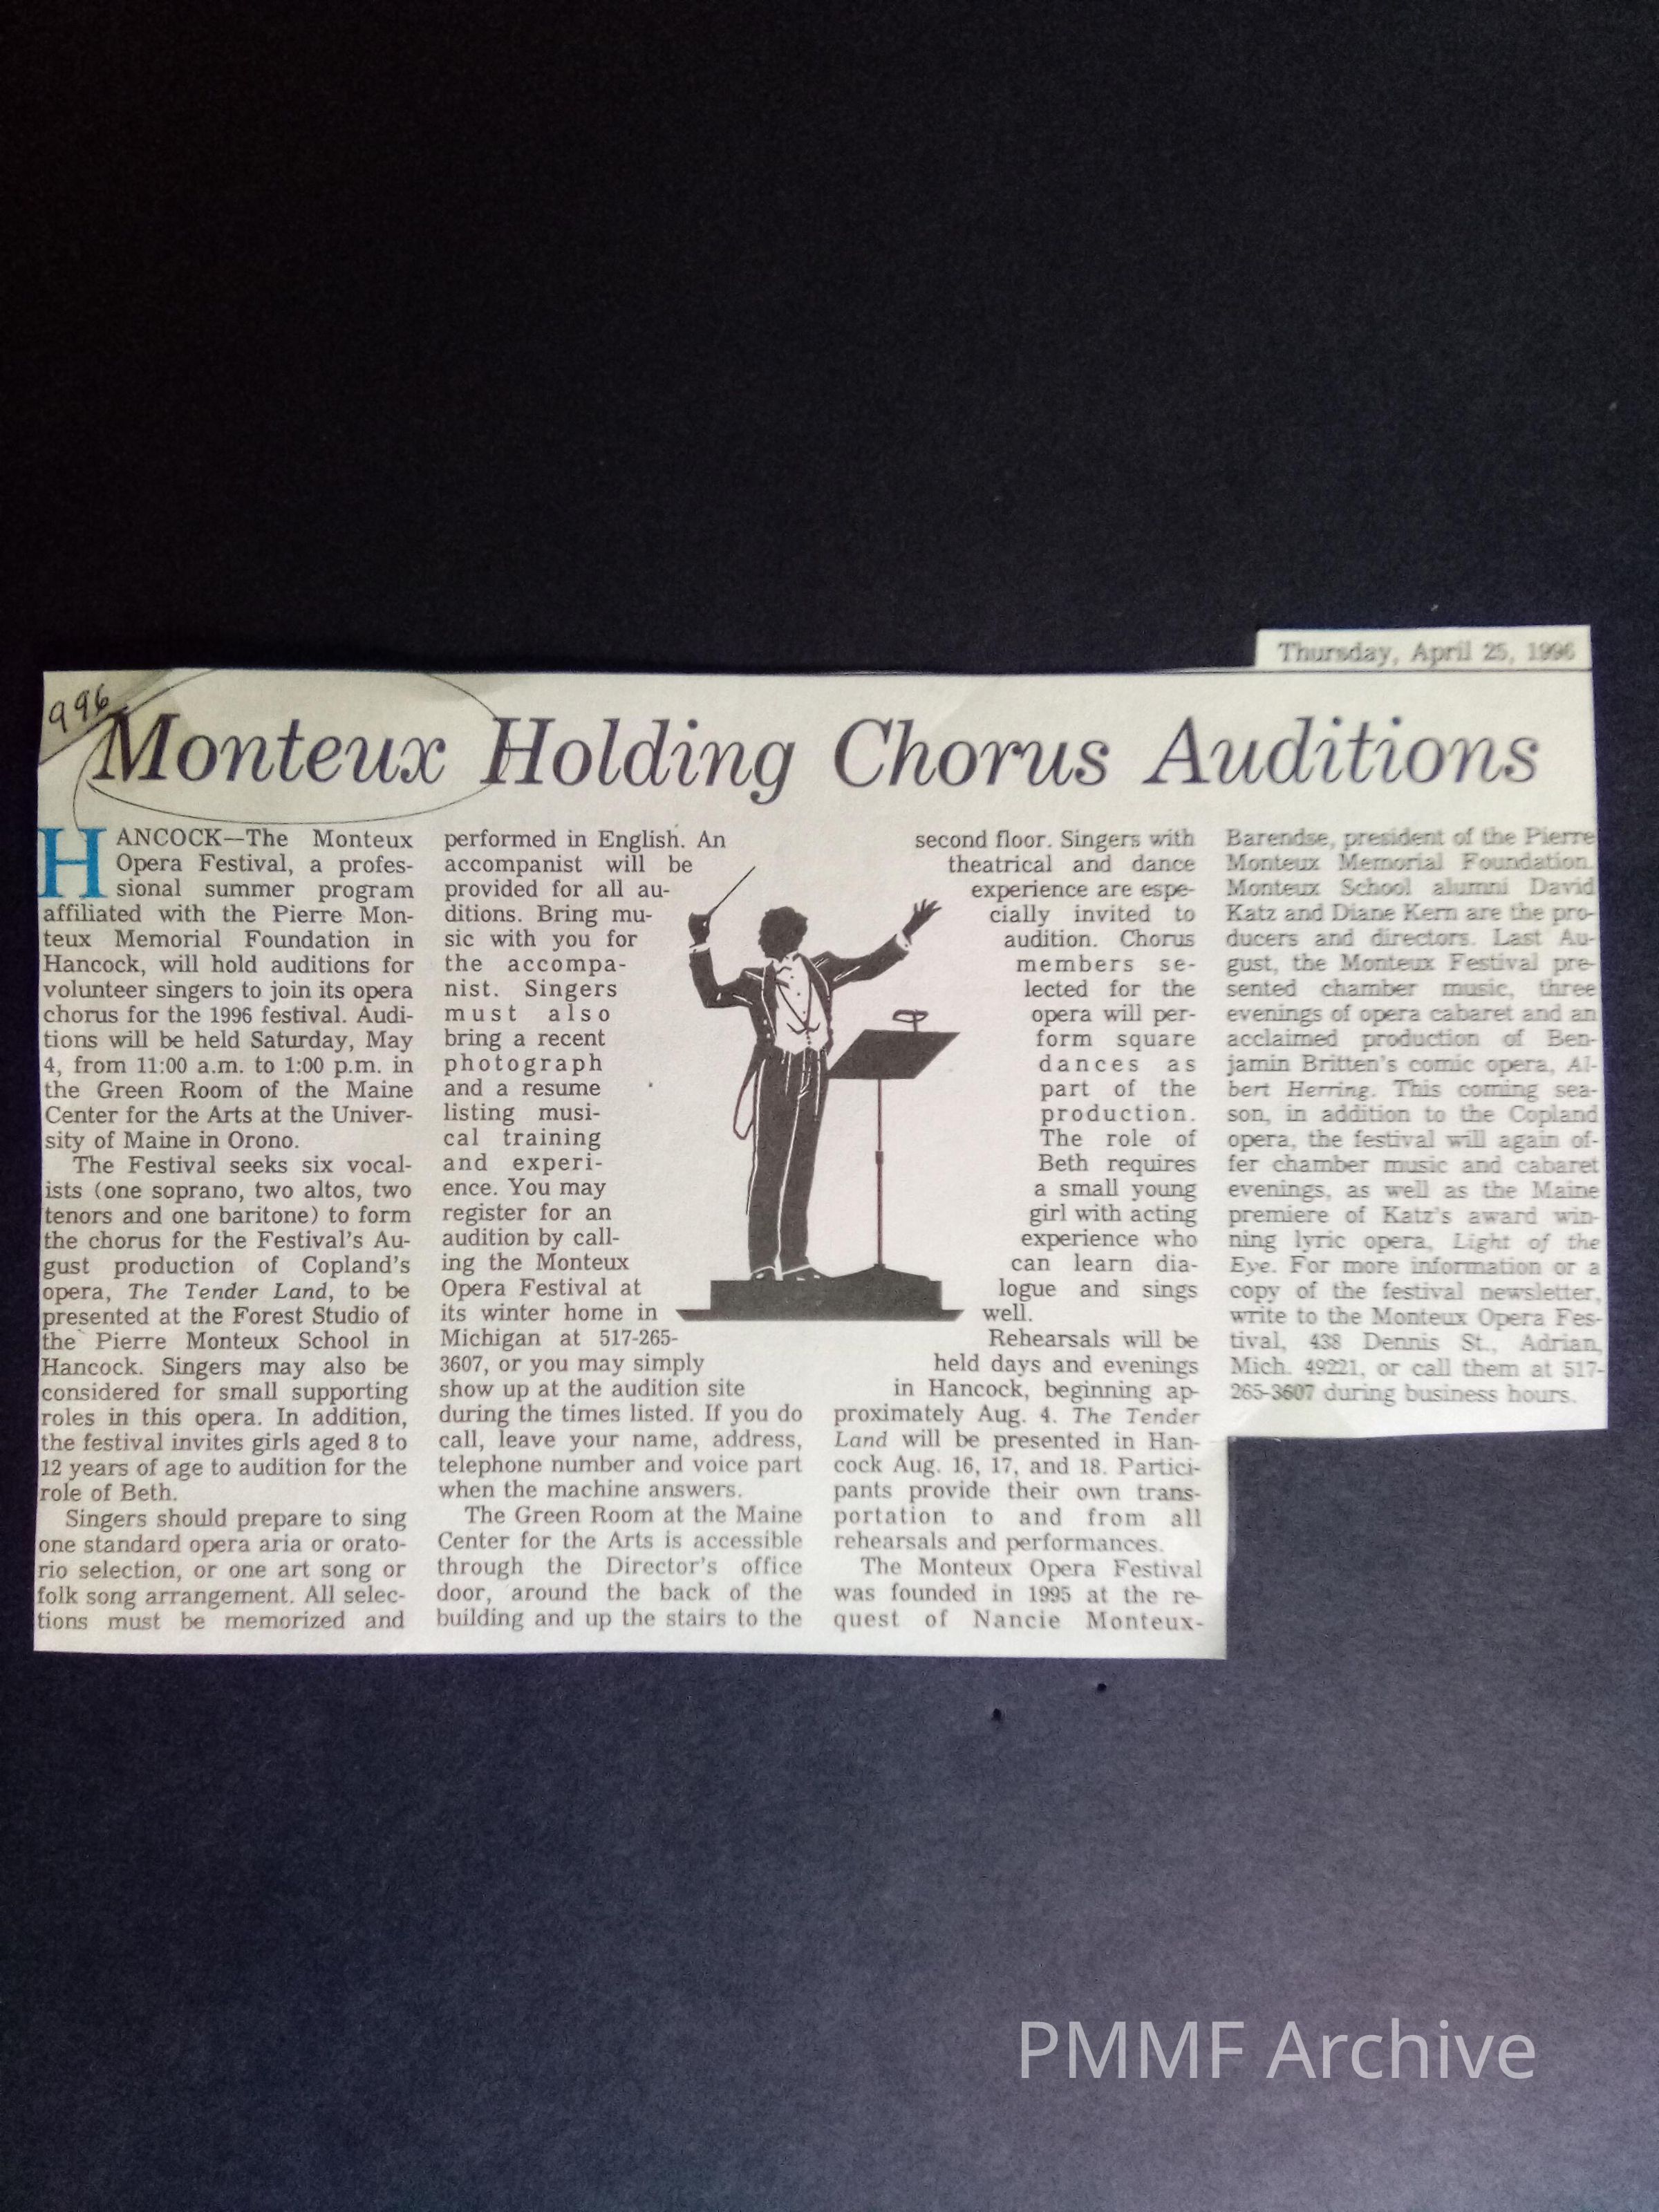 Thursday, April 25, 1996
996
Monteux Holding Chorus Auditions
HANCOCK—The Monteux
Opera Festival, a profes-
sional summer program
affiliated with the Pierre Mon-
teux Memorial Foundation in
Hancock, will hold auditions for
volunteer singers to join its opera
chorus for the 1996 festival. Audi-
tions will be held Saturday, May
4, from 11:00 a.m. to 1:00 p.m. in
the Green Room of the Maine
Center for the Arts at the Univer-
sity of Maine in Orono.
The Festival seeks six vocal-
ists (one soprano, two altos, two
tenors and one baritone) to form
the chorus for the Festival's Au-
gust production of Copland's
opera, The Tender Land, to be
presented at the Forest Studio of
the Pierre Monteux School in
Hancock. Singers may also be
considered for small supporting
roles in this opera. In addition,
the festival invites girls aged 8 to
12 years of age to audition for the
role of Beth.
Singers should prepare to sing
one standard opera aria or orato-
rio selection, or one art song or
folk song arrangement. All selec-
tions must be memorized and
performed in English. An
accompanist will be
provided for all au-
ditions. Bring mu-
sic with you for
the accompa-
nist. Singers
must also
bring a recent
photograph
and a resume
listing musi-
cal training
and experi-
ence. You may
register for an
audition by call-
ing the Monteux
Opera Festival at
its winter home in
Michigan at 517-265-
3607, or you may simply
show up at the audition site
during the times listed. If you do
call, leave your name, address,
telephone number and voice part
when the machine answers.
The Green Room at the Maine
Center for the Arts is accessible
through the Director's office
door, around the back of the
building and up the stairs to the
second floor. Singers with
theatrical and dance
experience are espe-
cially invited to
audition. Chorus
members se-
lected for the
opera will per-
form square
dances as
part of the
production.
The role of
Beth requires
a small young
girl with acting
experience who
can learn dia-
logue and sings
well.
Rehearsals will be
held days and evenings
in Hancock, beginning ap-
proximately Aug. 4. The Tender
Land will be presented in Han-
cock Aug. 16, 17, and 18. Partici-
pants provide their own trans-
portation to and from all
rehearsals and performances.
The Monteux Opera Festival
was founded in 1995 at the re-
quest of Nancie Monteux-
Barendse, president of the Pierre
Monteux Memorial Foundation.
Monteux School alumni David
Katz and Diane Kern are the pro-
ducers and directors. Last Au-
gust, the Monteux Festival pre-
sented chamber music, three
evenings of opera cabaret and an
acclaimed production of Ben-
jamin Britten's comic opera, Al-
bert Herring. This coming sea-
son, in addition to the Copland
opera, the festival will again of-
fer chamber music and cabaret
evenings, as well as the Maine
premiere of Katz's award win-
ning lyric opera, Light of the
Eye. For more information or a
copy of the festival newsletter,
write to the Monteux Opera Fes-
tival, 438 Dennis St., Adrian,
Mich. 49221, or call them at 517-
265-3607 during business hours.
PMMF Archive